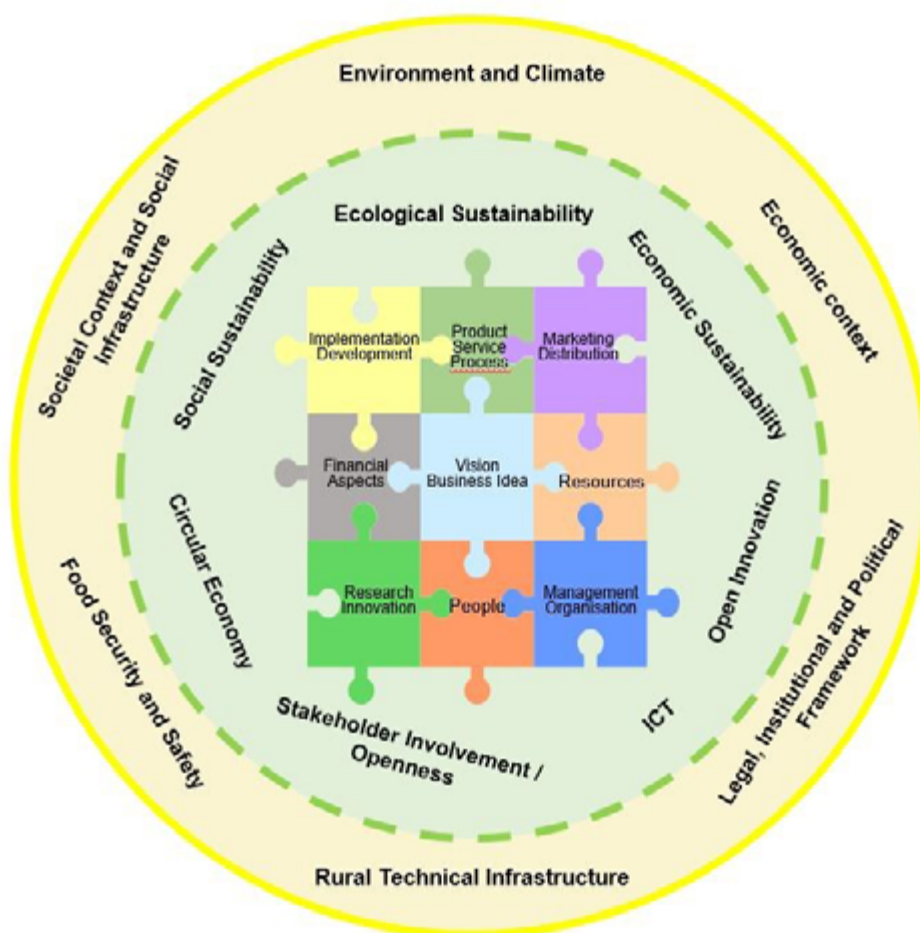 Environment and Climate
Societal Context and Social
Infrastructure
Economic context
Ecological Sustainability
Social Sustainability
Economic Sustainability
Implementation
Development
Product
Service
Process
Marketing
Distribution
Financial
Aspects
Vision
Business Idea
Resources
Research
Innovation
People
Management
Organisation
Circular Economy
Open Innovation
Stakeholder Involvement /
Openness
ICT
Food Security and Safety
Legal, Institutional and Political
Framework
Rural Technical Infrastructure